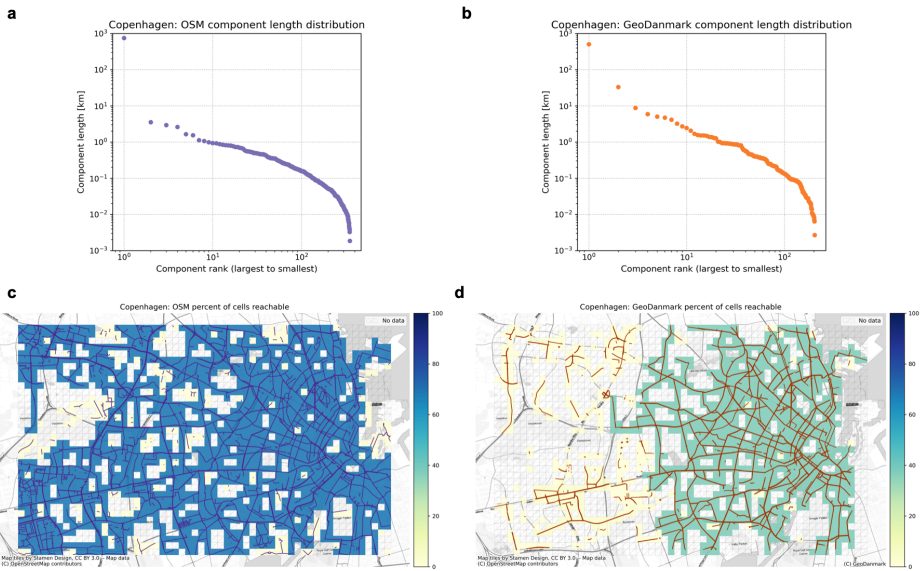 a
Copenhagen: OSM component length distribution
10³
10²
10¹
10⁰
10⁻¹
10⁻²
10⁻³
Component length [km]
10⁰
10¹
10²
Component rank (largest to smallest)
b
Copenhagen: GeoDanmark component length distribution
10³
10²
10¹
10⁰
10⁻¹
10⁻²
10⁻³
Component length [km]
10⁰
10¹
10²
Component rank (largest to smallest)
c
Copenhagen: OSM percent of cells reachable
No data
100
80
60
40
20
0
Map tiles by Stamen Design, CC BY 3.0 -- Map data
(C) OpenStreetMap contributors
d
Copenhagen: GeoDanmark percent of cells reachable
No data
100
80
60
40
20
0
Map tiles by Stamen Design, CC BY 3.0 -- Map data
(C) OpenStreetMap contributors
(C) GeoDanmark